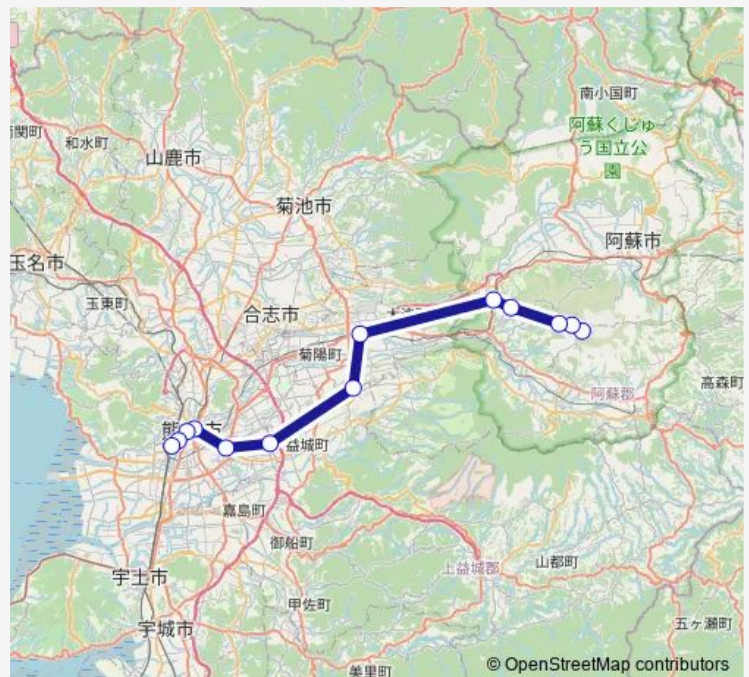 南小国町
和水町
阿蘇くじゅ
う国立公
園
山鹿市
菊池市
阿蘇市
玉名市
玉東町
合志市
菊陽町
高森町
阿蘇郡
益城町
嘉島町
御船町
上益城郡
山都町
宇土市
甲佐町
五ヶ瀬町
宇城市
美里町
© OpenStreetMap contributors